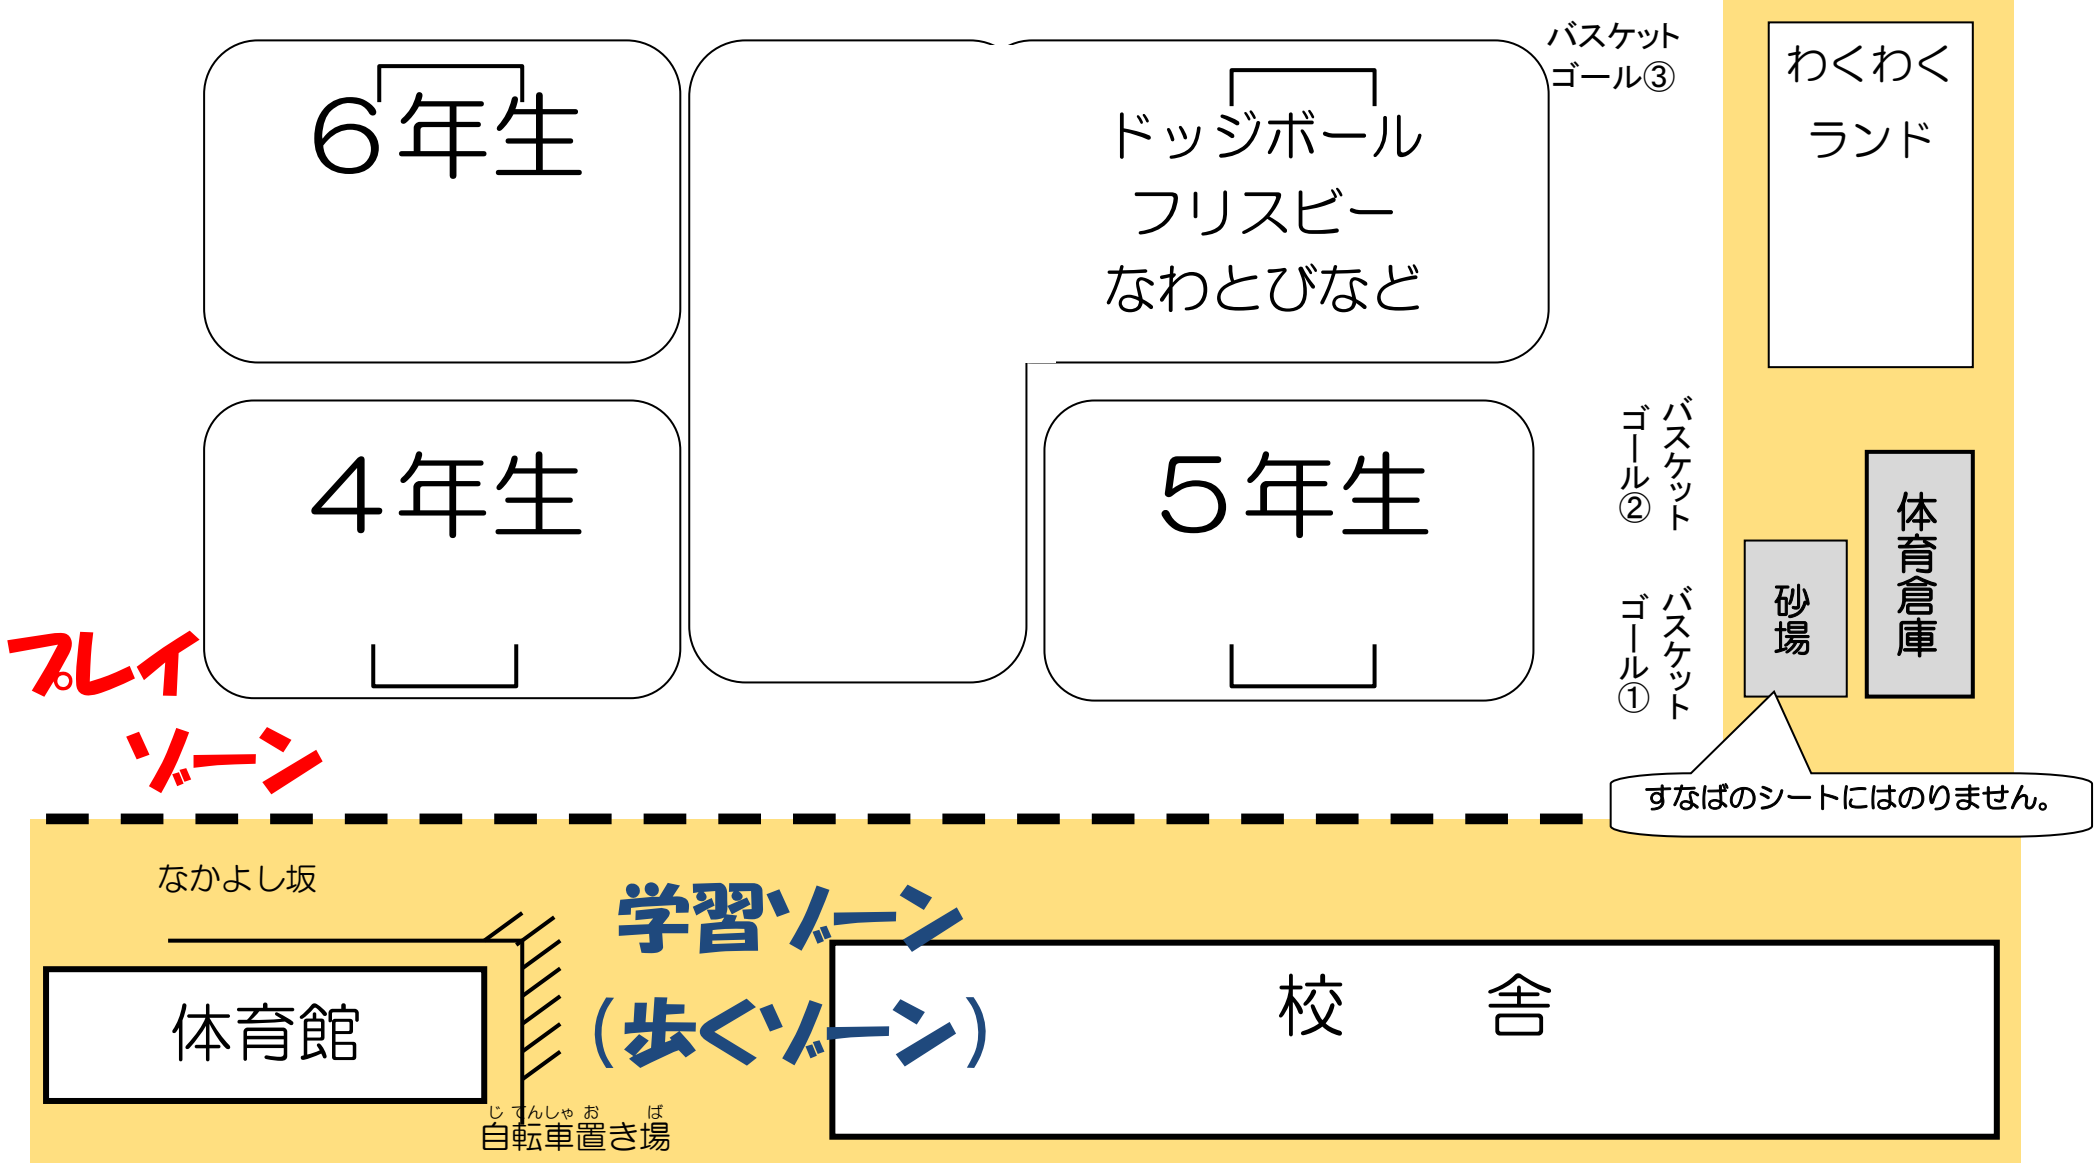 バスケット
ゴール③
わくわく
ランド
６年生
ドッジボール
フリスビー
なわとびなど
４年生
５年生
バスケット
ゴール②
バスケット
ゴール①
体育倉庫
砂場
プレイ
ゾーン
すなばのシートにはのりません。
なかよし坂
学習ゾーン
（歩くゾーン）
体育館
校　舎
じてんしゃおば
自転車置き場